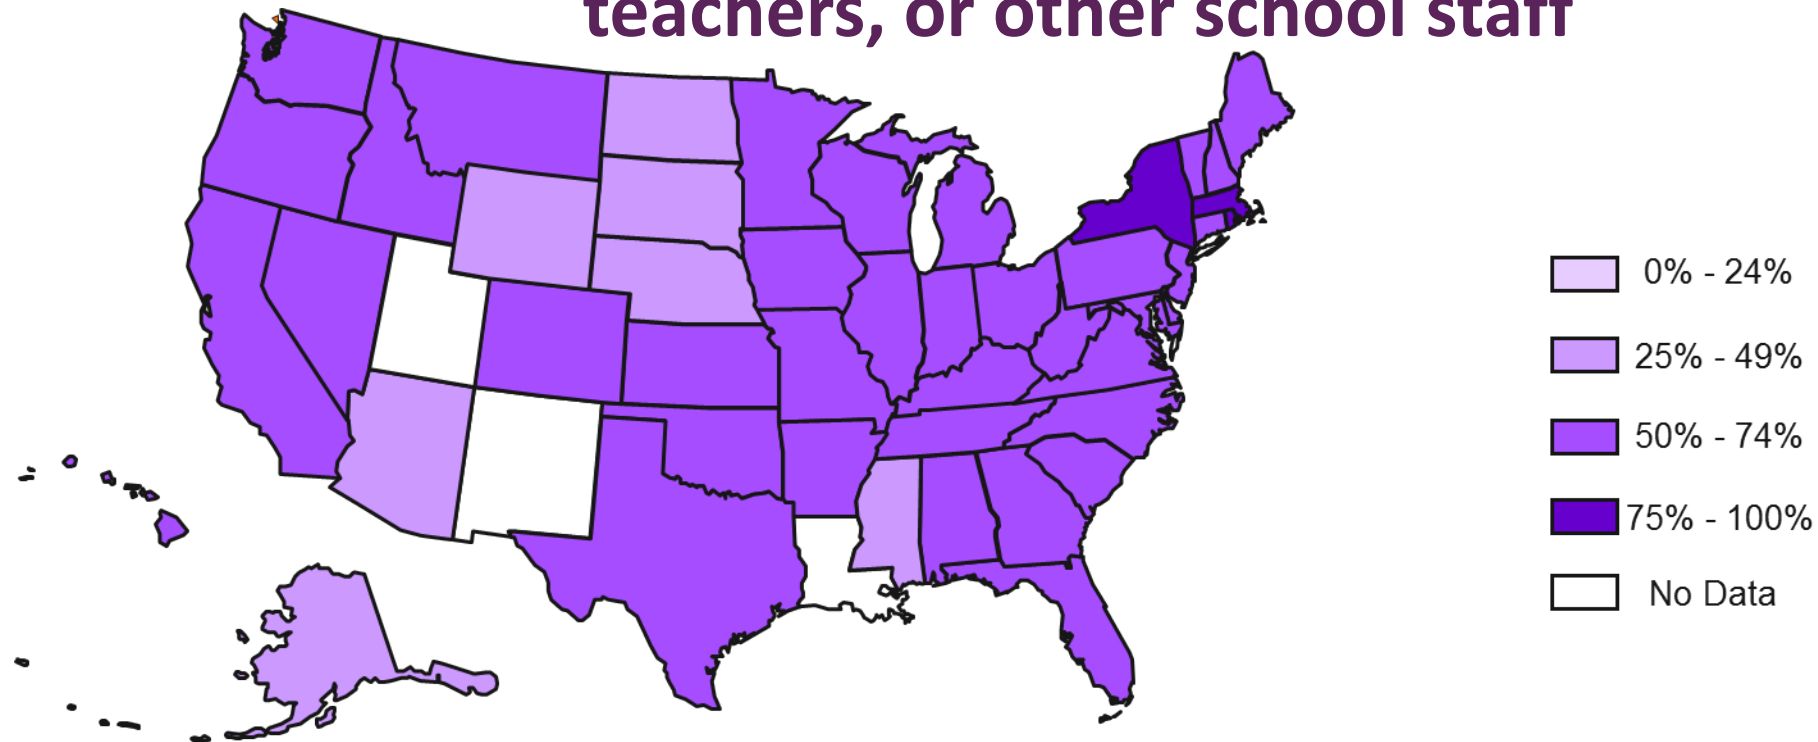 teachers, or other school staff
0% - 24%
25% - 49%
50% - 74%
75% - 100%
No Data